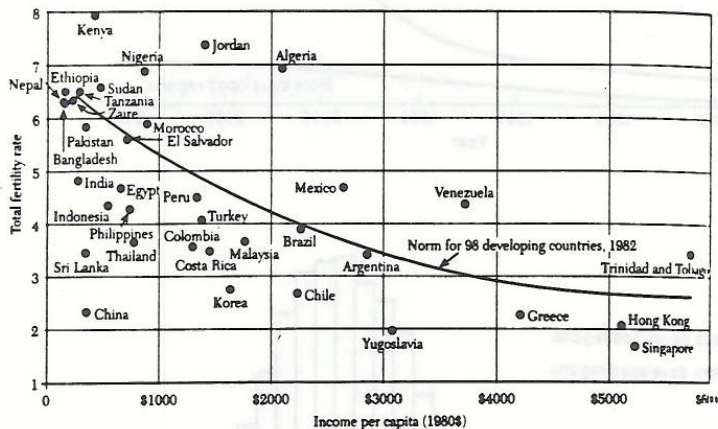 8
7
6
5
4
3
2
1
Total fertility rate
Kenya
Jordan
Algeria
Nigeria
Ethiopia
Nepal
Sudan
Tanzania
Zaire
Morocco
El Salvador
Pakistan
Bangladesh
India
Egypt
Peru
Mexico
Venezuela
Indonesia
Turkey
Philippines
Brazil
Norm for 98 developing countries, 1982
Colombia
Malaysia
Argentina
Trinidad and
Thailand
Costa Rica
Sri Lanka
Korea
Chile
China
Greece
Hong Kong
Yugoslavia
Singapore
0
$1000
$2000
$3000
$4000
$5000
Income per capita (1980$)